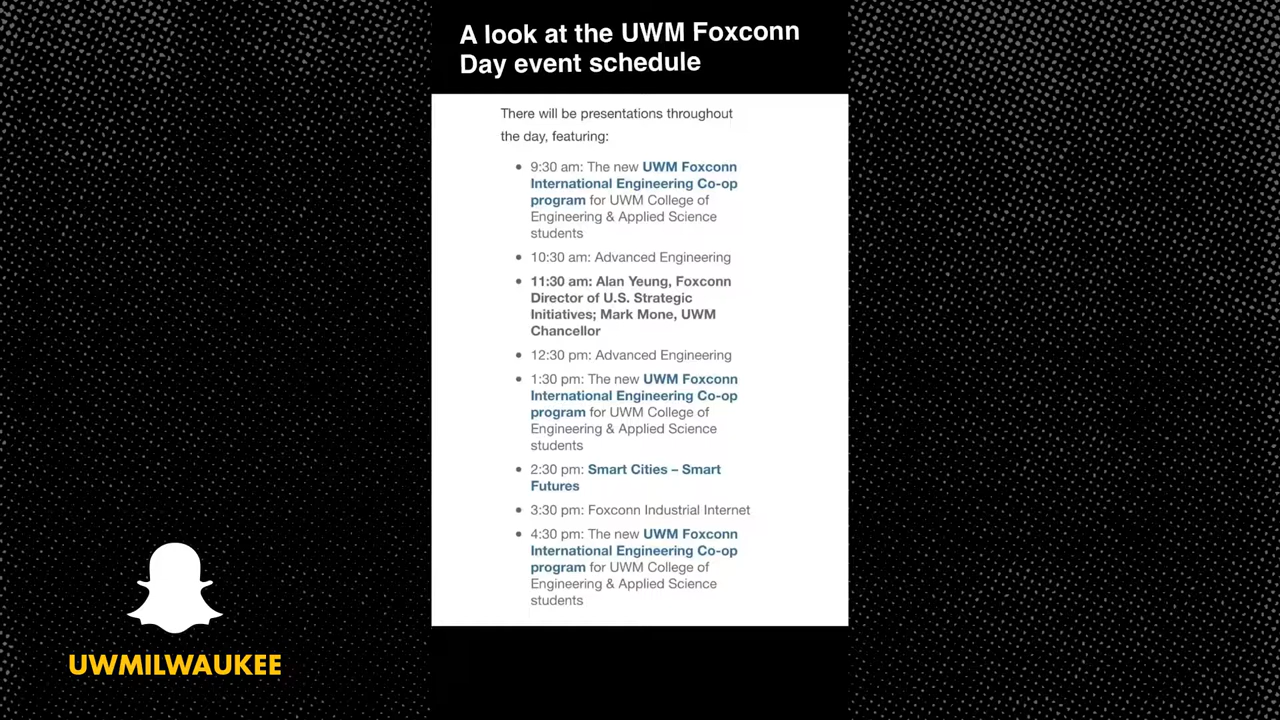 A look at the UWM Foxconn
Day event schedule
There will be presentations throughout
the day, featuring:
• 9:30 am: The new UWM Foxconn
International Engineering Co-op
program for UWM College of
Engineering & Applied Science
students
• 10:30 am: Advanced Engineering
• 11:30 am: Alan Yeung, Foxconn
Director of U.S. Strategic
Initiatives; Mark Mone, UWM
Chancellor
• 12:30 pm: Advanced Engineering
• 1:30 pm: The new UWM Foxconn
International Engineering Co-op
program for UWM College of
Engineering & Applied Science
students
• 2:30 pm: Smart Cities – Smart
Futures
• 3:30 pm: Foxconn Industrial Internet
• 4:30 pm: The new UWM Foxconn
International Engineering Co-op
program for UWM College of
Engineering & Applied Science
students
UWMILWAUKEE